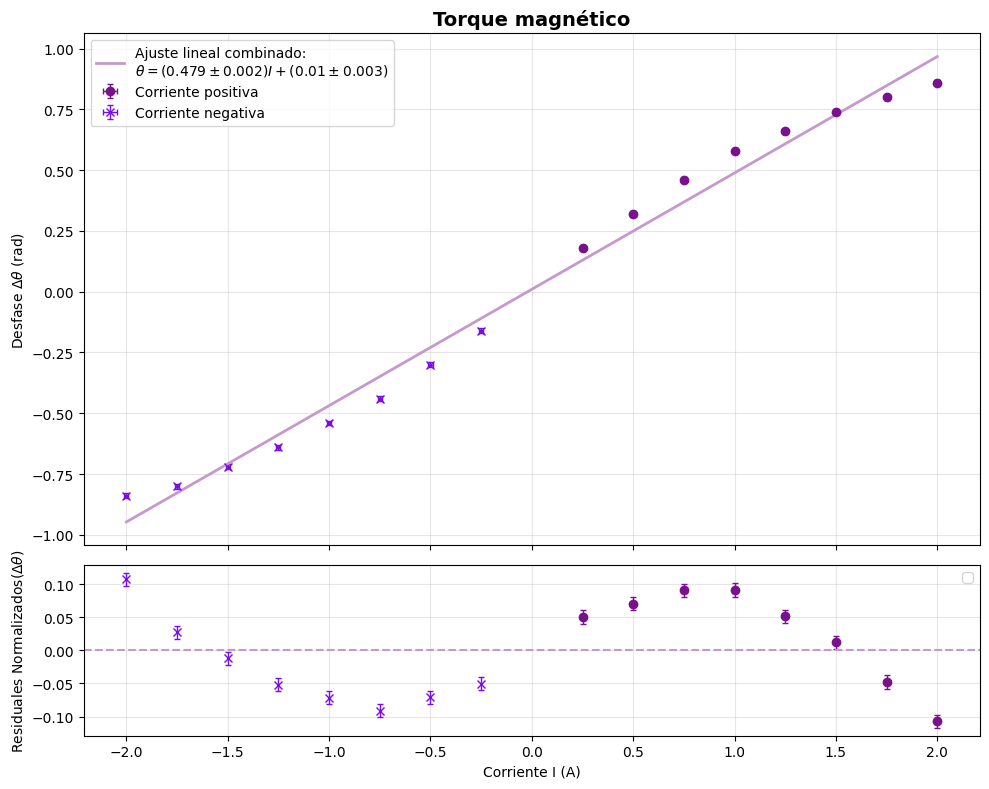 Torque magnético
Ajuste lineal combinado:
θ = (0.479 ± 0.002)I + (0.01 ± 0.003)
Corriente positiva
Corriente negativa
Desfase Δθ (rad)
1.00
0.75
0.50
0.25
0.00
−0.25
−0.50
−0.75
−1.00
Residuales Normalizados(Δθ)
0.10
0.05
0.00
−0.05
−0.10
−2.0
−1.5
−1.0
−0.5
0.0
0.5
1.0
1.5
2.0
Corriente I (A)